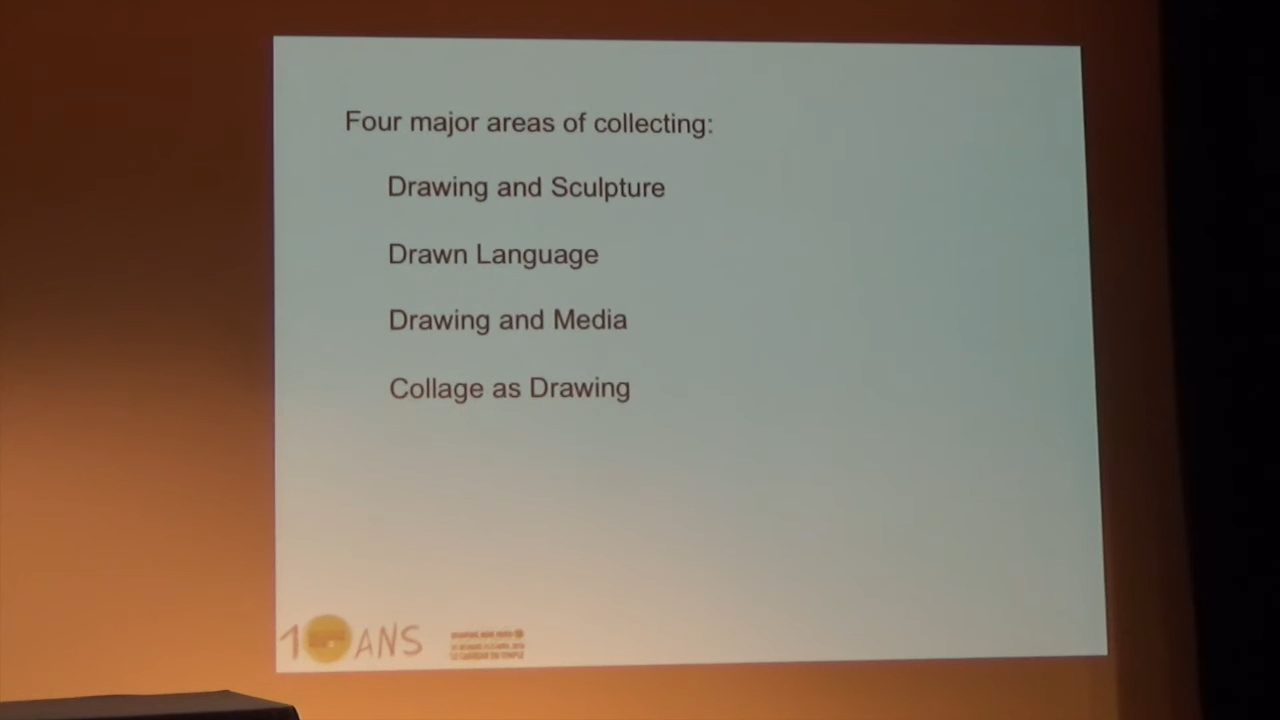 Four major areas of collecting:
Drawing and Sculpture
Drawn Language
Drawing and Media
Collage as Drawing
10 ANS